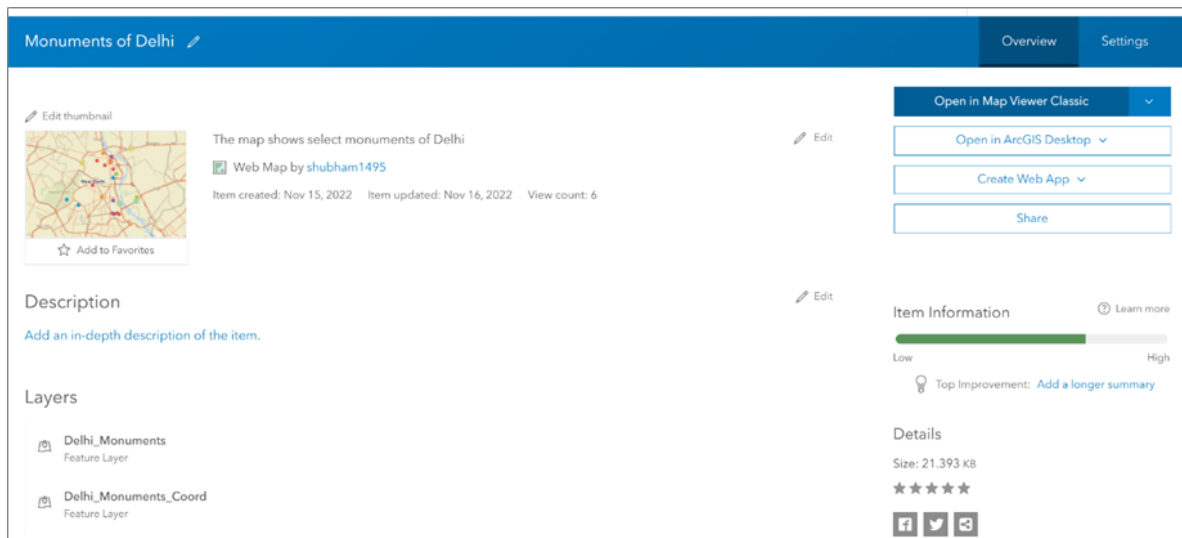 Monuments of Delhi
Overview
Settings
Edit thumbnail
The map shows select monuments of Delhi
Edit
Web Map by shubham1495
Item created: Nov 15, 2022 Item updated: Nov 16, 2022 View count: 6
Add to Favorites
Open in Map Viewer Classic
Open in ArcGIS Desktop
Create Web App
Share
Description
Edit
Add an in-depth description of the item.
Item Information
Learn more
Low
High
Top Improvement: Add a longer summary
Layers
Delhi_Monuments
Feature Layer
Delhi_Monuments_Coord
Feature Layer
Details
Size: 21.393 KB